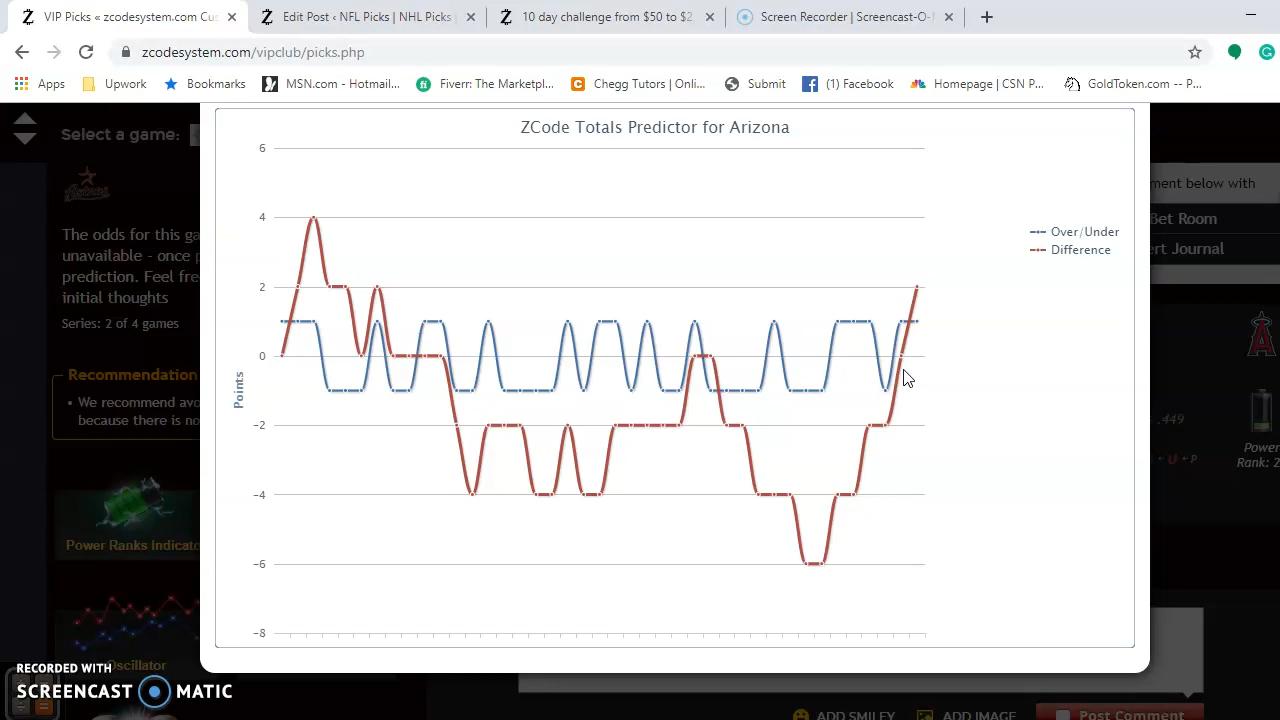 VIP Picks « zcodesystem.com Cus
Edit Post ‹ NFL Picks | NHL Picks |
10 day challenge from $50 to $2
Screen Recorder | Screencast-O-
zcodesystem.com/vipclub/picks.php
Apps
Upwork
Bookmarks
MSN.com - Hotmail...
Fiverr: The Marketpl...
Chegg Tutors | Onli...
Submit
(1) Facebook
Homepage | CSN P...
GoldToken.com -- P...
Select a game:
Astros
The odds for this ga
unavailable - once p
prediction. Feel fre
initial thoughts
Series: 2 of 4 games
Recommendation
• We recommend avo
because there is no
Power Ranks Indicato
Oscillator
ZCode Totals Predictor for Arizona
6
4
2
0
-2
-4
-6
-8
Points
Over/Under
Difference
ment below with
Bet Room
ert Journal
.449
Power
Rank: 2
ADD SMILEY
ADD IMAGE
Post Comment
RECORDED WITH
SCREENCAST MATIC